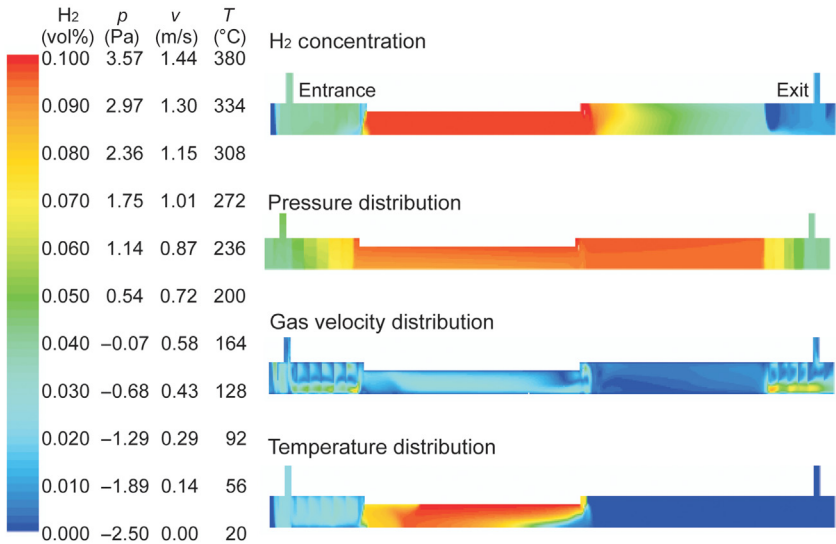 H₂ p v T
(vol%) (Pa) (m/s) (°C)
0.100 3.57 1.44 380
0.090 2.97 1.30 334
0.080 2.36 1.15 308
0.070 1.75 1.01 272
0.060 1.14 0.87 236
0.050 0.54 0.72 200
0.040 –0.07 0.58 164
0.030 –0.68 0.43 128
0.020 –1.29 0.29 92
0.010 –1.89 0.14 56
0.000 –2.50 0.00 20
H₂ concentration
Entrance Exit
Pressure distribution
Gas velocity distribution
Temperature distribution